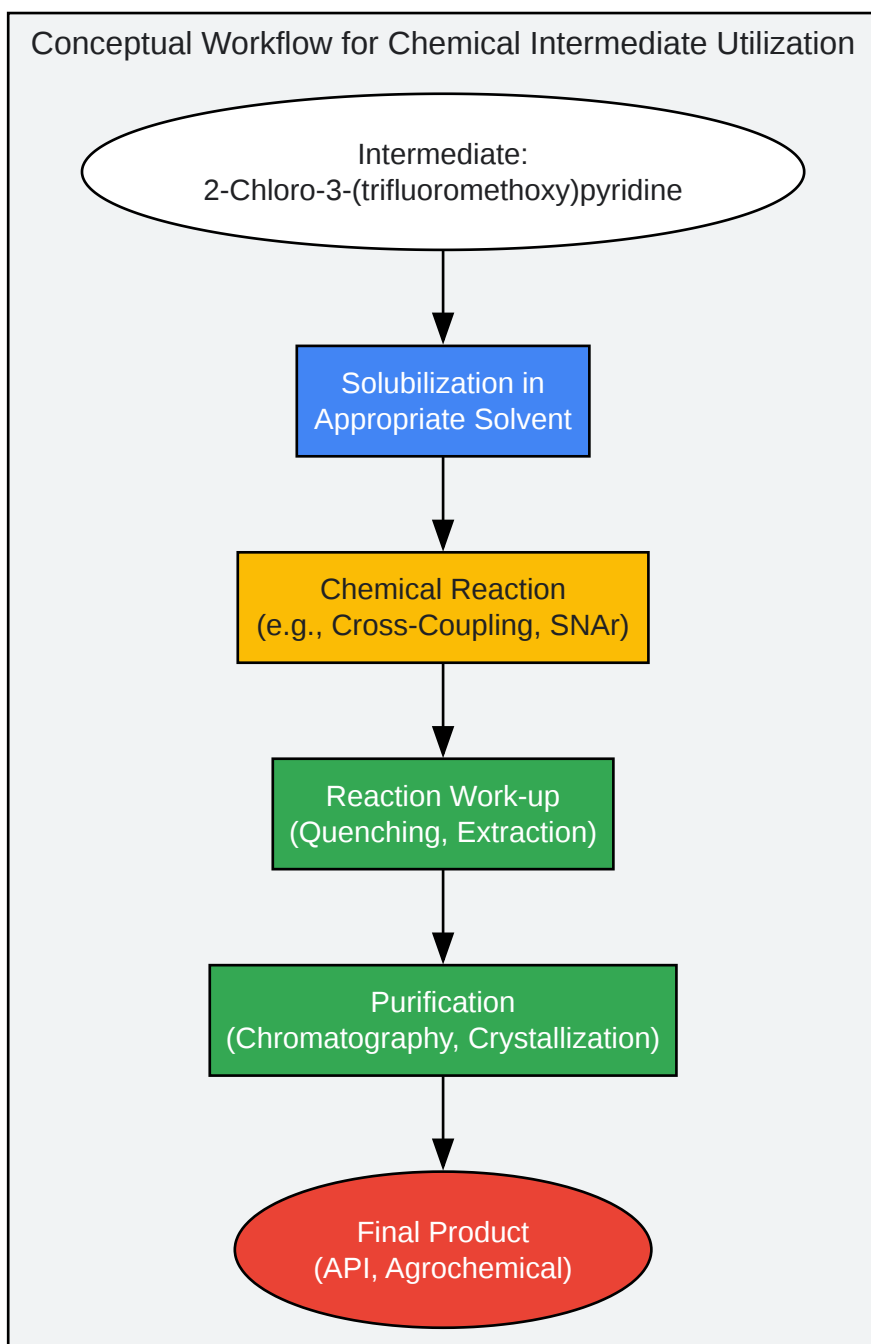 Conceptual Workflow for Chemical Intermediate Utilization
Intermediate:
2-Chloro-3-(trifluoromethoxy)pyridine
Solubilization in
Appropriate Solvent
Chemical Reaction
(e.g., Cross-Coupling, SNAr)
Reaction Work-up
(Quenching, Extraction)
Purification
(Chromatography, Crystallization)
Final Product
(API, Agrochemical)